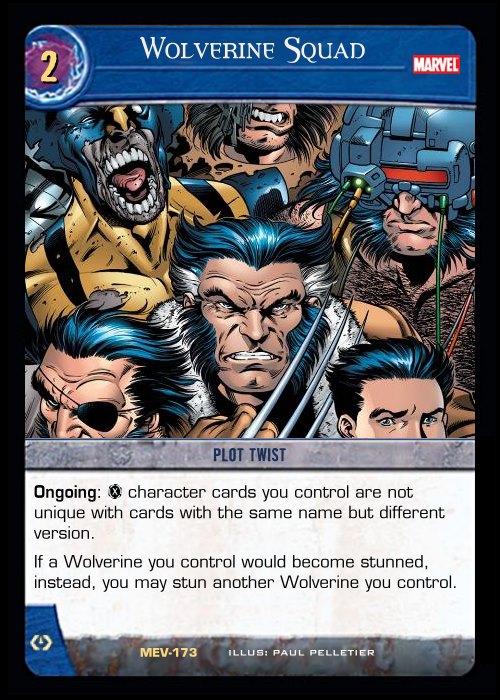 2
WOLVERINE SQUAD
MARVEL
PLOT TWIST
Ongoing: character cards you control are not
unique with cards with the same name but different
version.
If a Wolverine you control would become stunned,
instead, you may stun another Wolverine you control.
MEV-173 ILLUS: PAUL PELLETIER